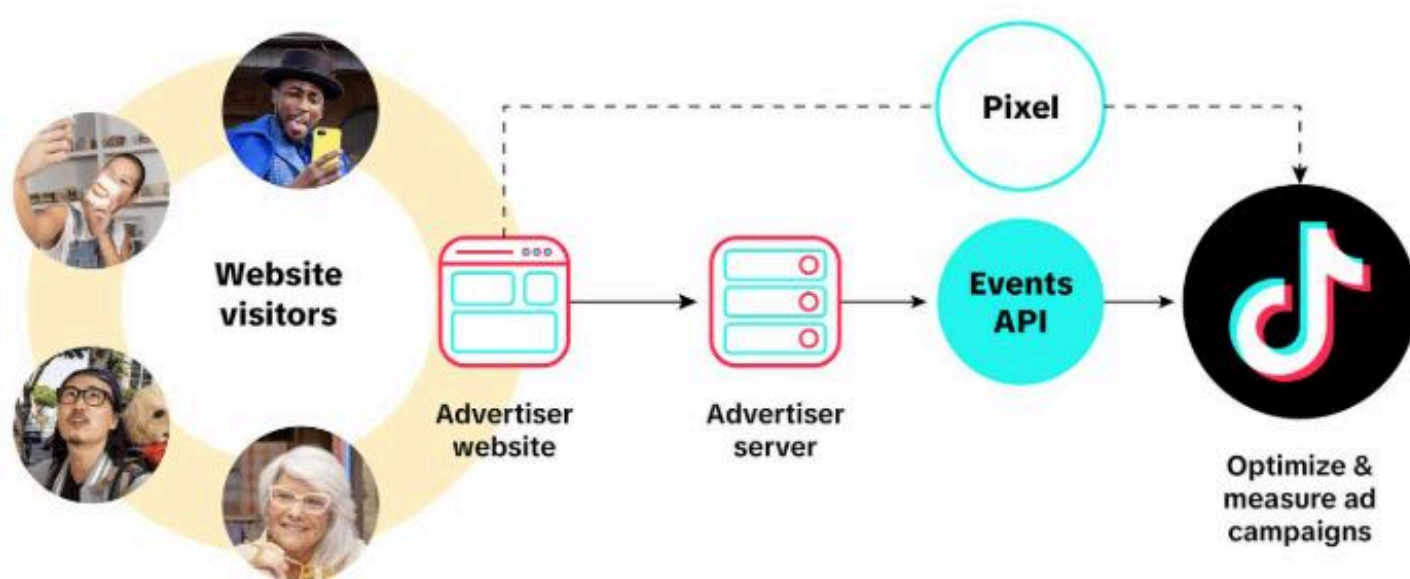 Website
visitors
Advertiser
website
Advertiser
server
Pixel
Events
API
Optimize &
measure ad
campaigns